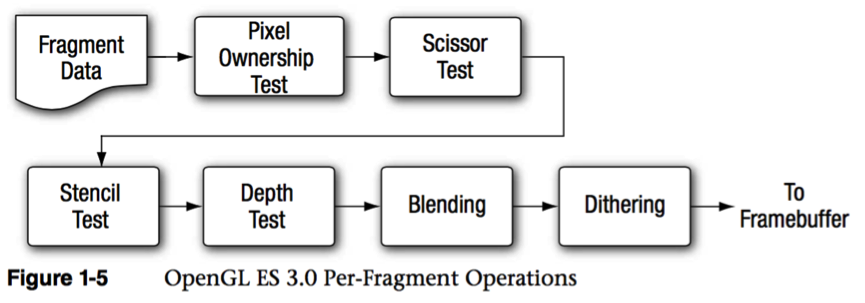 Fragment
Data
Pixel
Ownership
Test
Scissor
Test
Stencil
Test
Depth
Test
Blending
Dithering
To
Framebuffer
Figure 1-5 OpenGL ES 3.0 Per-Fragment Operations